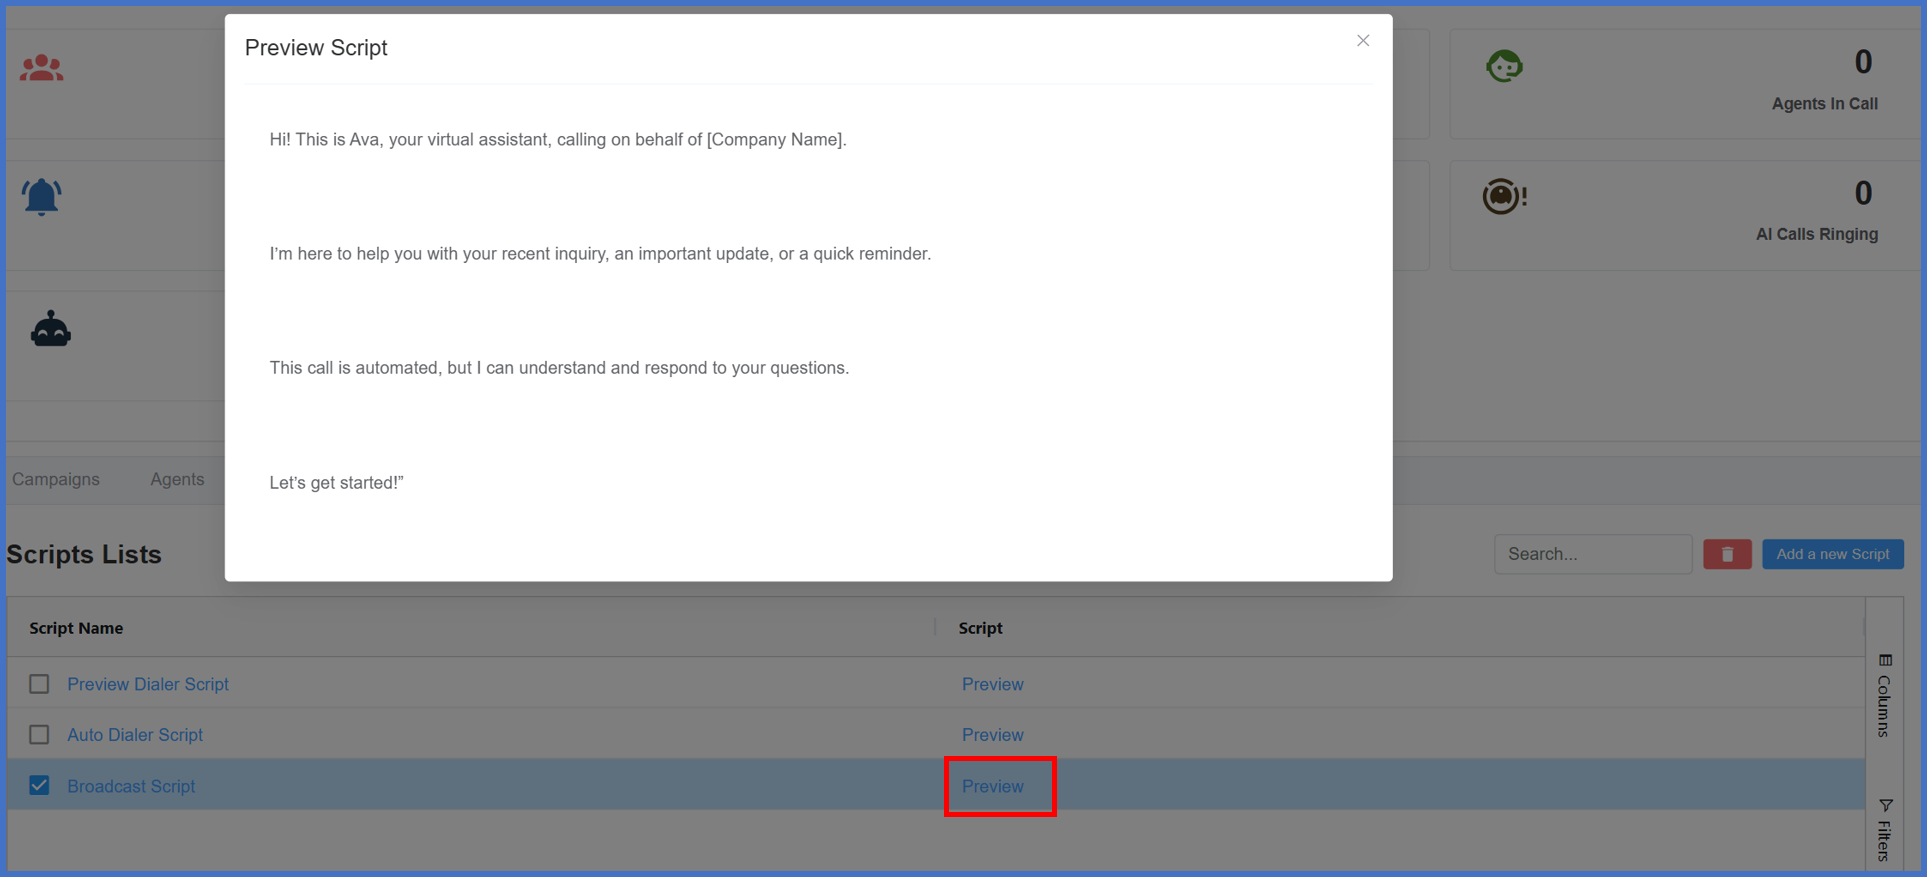 Preview Script
0
Agents In Call
Hi! This is Ava, your virtual assistant, calling on behalf of [Company Name].
0
AI Calls Ringing
I’m here to help you with your recent inquiry, an important update, or a quick reminder.
This call is automated, but I can understand and respond to your questions.
Let’s get started!”
Campaigns Agents
Scripts Lists
Search...
Add a new Script
Script Name Script
Preview Dialer Script Preview
Auto Dialer Script Preview
Broadcast Script Preview
Columns
Filters